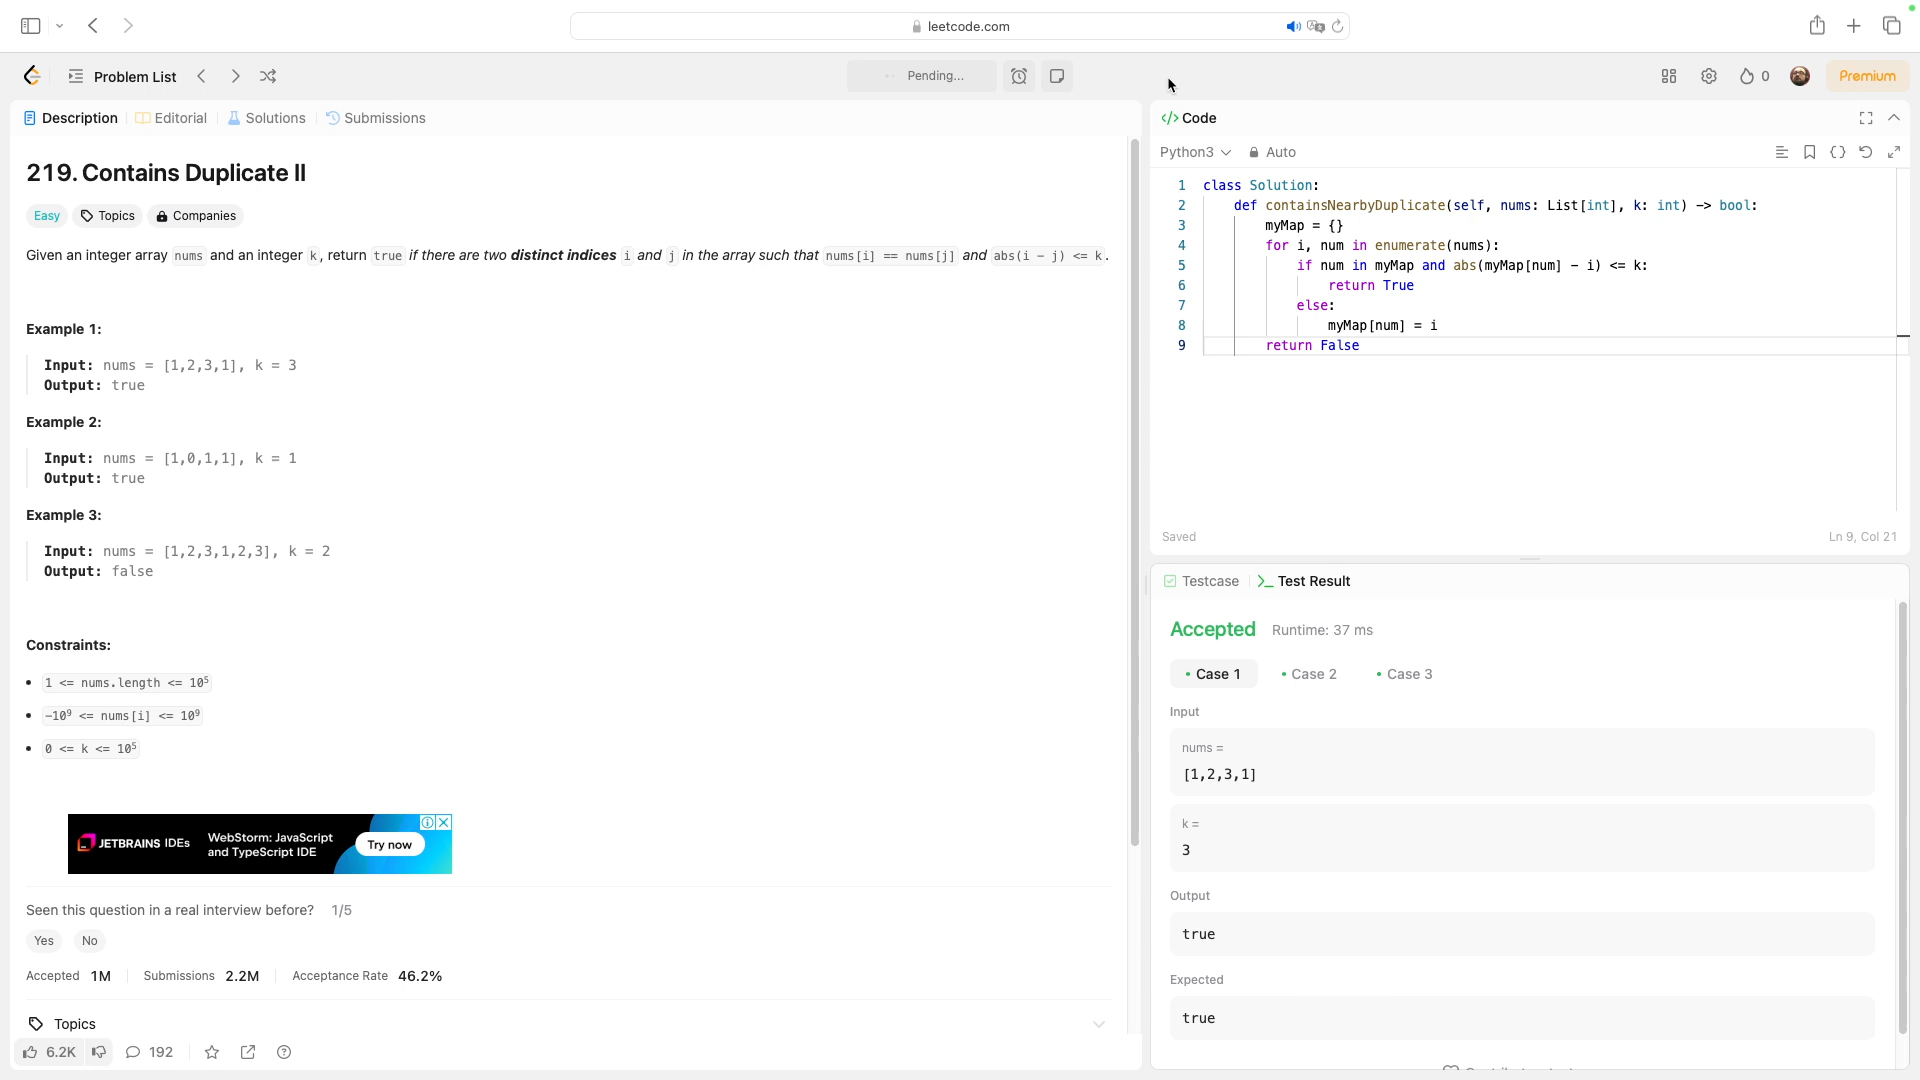 leetcode.com
Problem List
Pending...
0
Premium
Description
Editorial
Solutions
Submissions
219. Contains Duplicate II
Easy
Topics
Companies
Given an integer array nums and an integer k, return true if there are two distinct indices i and j in the array such that nums[i] == nums[j] and abs(i - j) <= k.
Example 1:
Input: nums = [1,2,3,1], k = 3
Output: true
Example 2:
Input: nums = [1,0,1,1], k = 1
Output: true
Example 3:
Input: nums = [1,2,3,1,2,3], k = 2
Output: false
Constraints:
• 1 <= nums.length <= 10⁵
• -10⁹ <= nums[i] <= 10⁹
• 0 <= k <= 10⁵
JETBRAINS IDEs
WebStorm: JavaScript
and TypeScript IDE
Try now
Seen this question in a real interview before? 1/5
Yes
No
Accepted 1M
Submissions 2.2M
Acceptance Rate 46.2%
Topics
6.2K
192
</> Code
Python3
Auto
1 class Solution:
2     def containsNearbyDuplicate(self, nums: List[int], k: int) -> bool:
3         myMap = {}
4         for i, num in enumerate(nums):
5             if num in myMap and abs(myMap[num] - i) <= k:
6                 return True
7             else:
8                 myMap[num] = i
9         return False
Saved
Ln 9, Col 21
Testcase
>_ Test Result
Accepted
Runtime: 37 ms
• Case 1
• Case 2
• Case 3
Input
nums =
[1,2,3,1]
k =
3
Output
true
Expected
true